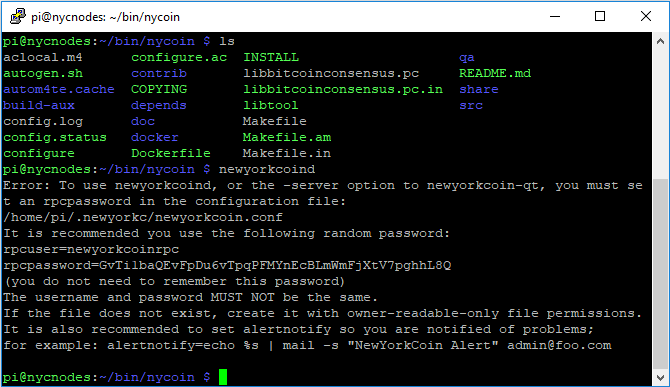 pi@nycnodes: ~/bin/nycoin
pi@nycnodes:~/bin/nycoin $ ls
aclocal.m4 configure.ac INSTALL qa
autogen.sh contrib libbitcoinconsensus.pc README.md
autom4te.cache COPYING libbitcoinconsensus.pc.in share
build-aux depends libtool src
config.log doc Makefile
config.status docker Makefile.am
configure Dockerfile Makefile.in
pi@nycnodes:~/bin/nycoin $ newyorkcoind
Error: To use newyorkcoind, or the -server option to newyorkcoin-qt, you must se
t an rpcpassword in the configuration file:
/home/pi/.newyorkc/newyorkcoin.conf
It is recommended you use the following random password:
rpcuser=newyorkcoinrpc
rpcpassword=GvTi1baQEvFpDu6vTpqPFMYnEcBLmWmFjXtV7pghhL8Q
(you do not need to remember this password)
The username and password MUST NOT be the same.
If the file does not exist, create it with owner-readable-only file permissions.
It is also recommended to set alertnotify so you are notified of problems;
for example: alertnotify=echo %s | mail -s "NewYorkCoin Alert" admin@foo.com
pi@nycnodes:~/bin/nycoin $